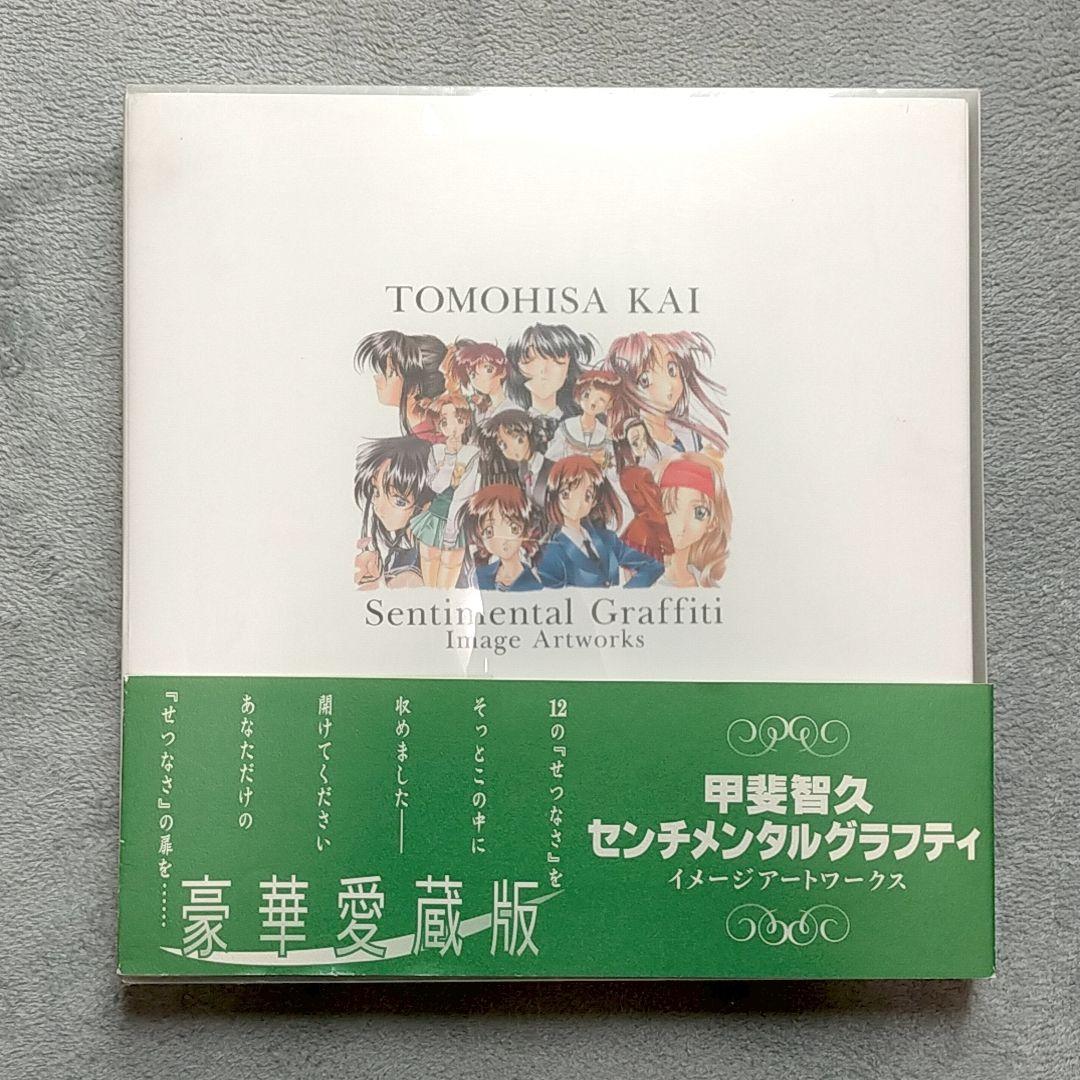 TOMOHISA KAI
Sentimental Graffiti
Image Artworks
12の『せつなさ』を
そっとこの中に
収めました――
開けてください
あなただけの
『せつなさ』の扉を……
豪華愛蔵版
甲斐智久
センチメンタルグラフティ
イメージアートワークス